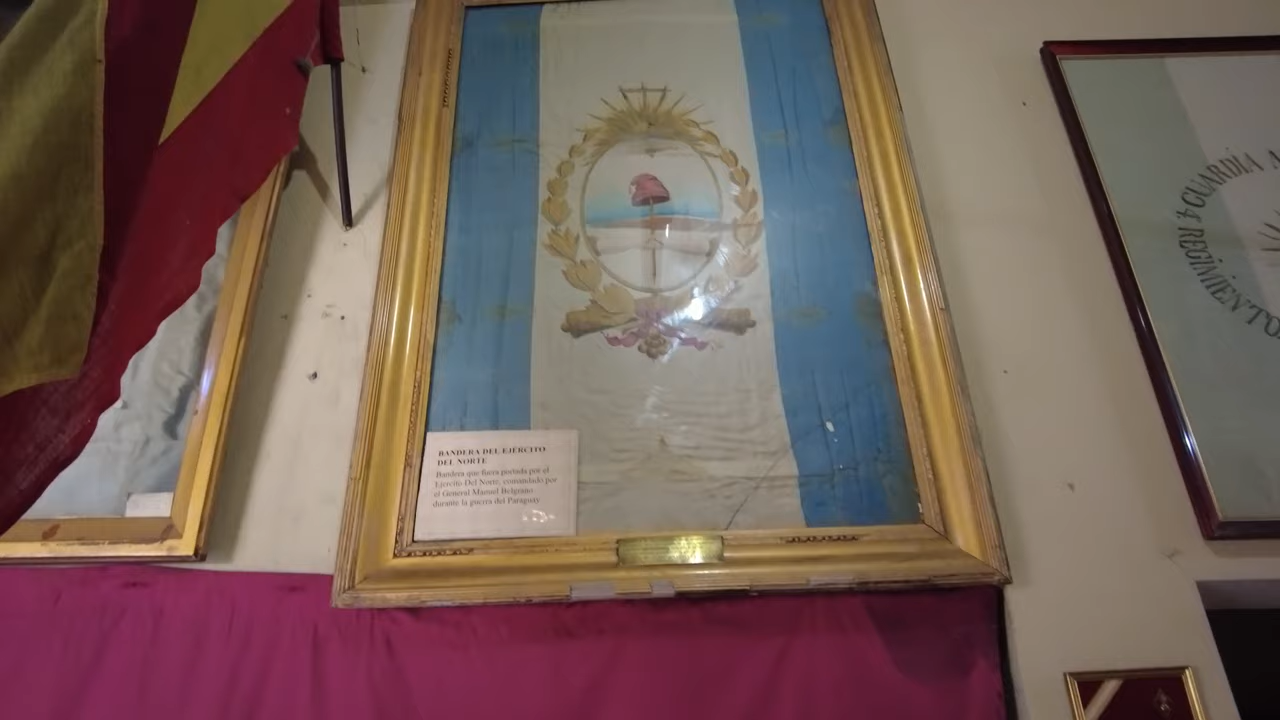 BANDERA DEL EJÉRCITO
DEL NORTE
Bandera que fuera portada por el
Ejercito Del Norte, comandado por
el General Manuel Belgrano
durante la guerra del Paraguay
REGIMIENTO
4 GUARDIA